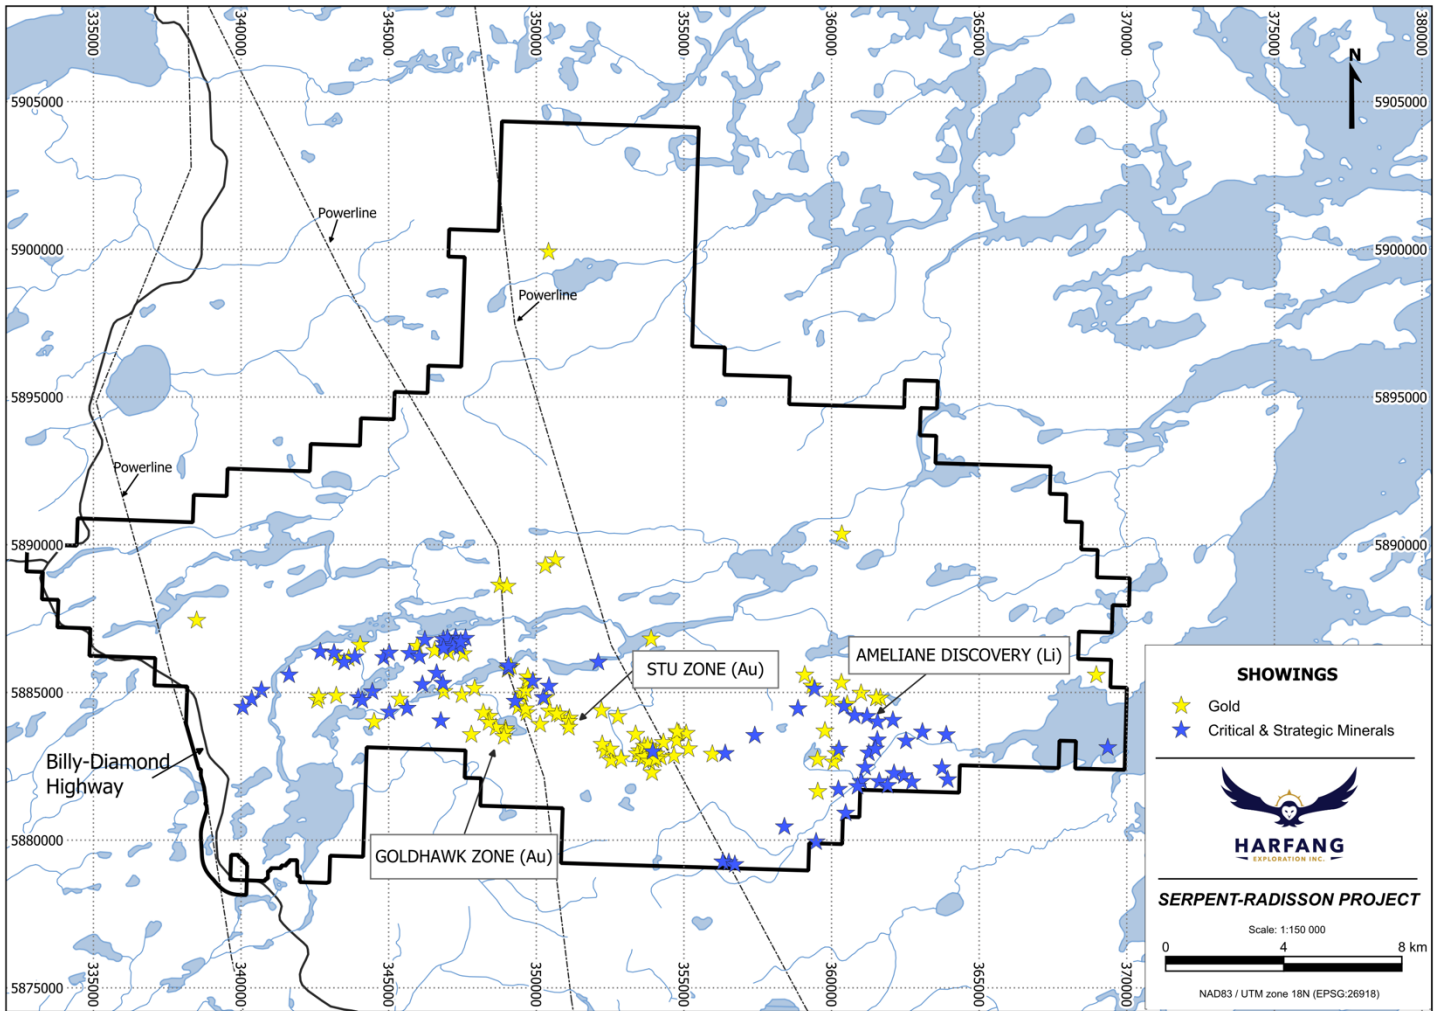 335000
340000
345000
350000
355000
360000
365000
370000
375000
380000
N
5905000
5905000
Powerline
5900000
5900000
Powerline
5895000
5895000
Powerline
5890000
5890000
AMELIANE DISCOVERY (Li)
STU ZONE (Au)
5885000
SHOWINGS
Gold
Critical & Strategic Minerals
Billy-Diamond
Highway
5880000
GOLDHAWK ZONE (Au)
HARFANG
EXPLORATION INC.
SERPENT-RADISSON PROJECT
Scale: 1:150 000
0 4 8 km
NAD83 / UTM zone 18N (EPSG:26918)
5875000
335000
340000
345000
350000
355000
360000
365000
370000